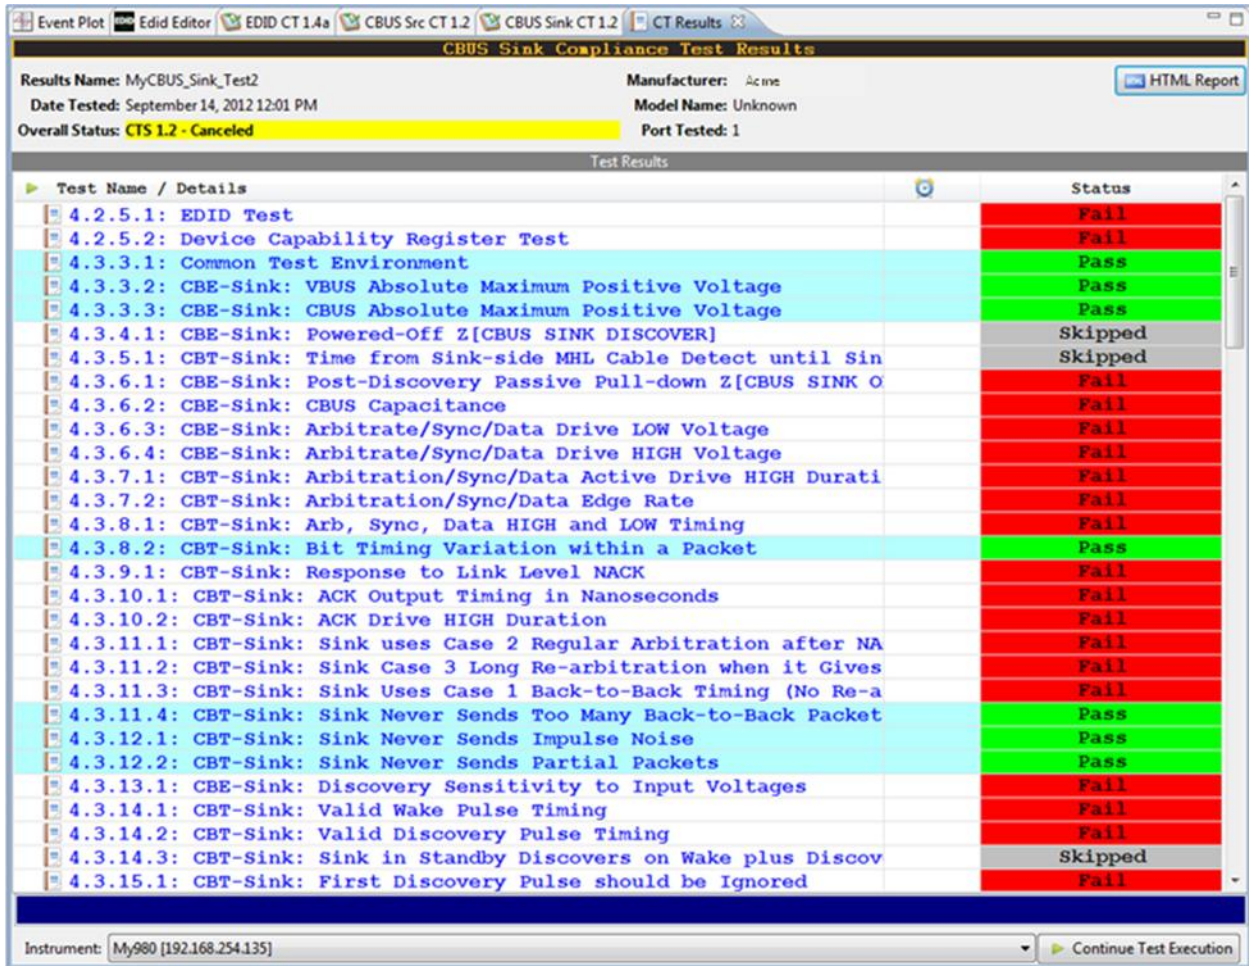 Event Plot EDID Edid Editor EDID CT 1.4a CBUS Src CT 1.2 CBUS Sink CT 1.2 CT Results
CBUS Sink Compliance Test Results
Results Name: MyCBUS_Sink_Test2 Manufacturer: Acme HTML Report
Date Tested: September 14, 2012 12:01 PM Model Name: Unknown
Overall Status: CTS 1.2 - Canceled Port Tested: 1
Test Results
Test Name / Details Status
4.2.5.1: EDID Test Fail
4.2.5.2: Device Capability Register Test Fail
4.3.3.1: Common Test Environment Pass
4.3.3.2: CBE-Sink: VBUS Absolute Maximum Positive Voltage Pass
4.3.3.3: CBE-Sink: CBUS Absolute Maximum Positive Voltage Pass
4.3.4.1: CBE-Sink: Powered-Off Z[CBUS SINK DISCOVER] Skipped
4.3.5.1: CBT-Sink: Time from Sink-side MHL Cable Detect until Sin Skipped
4.3.6.1: CBE-Sink: Post-Discovery Passive Pull-down Z[CBUS SINK O Fail
4.3.6.2: CBE-Sink: CBUS Capacitance Fail
4.3.6.3: CBE-Sink: Arbitrate/Sync/Data Drive LOW Voltage Fail
4.3.6.4: CBE-Sink: Arbitrate/Sync/Data Drive HIGH Voltage Fail
4.3.7.1: CBT-Sink: Arbitration/Sync/Data Active Drive HIGH Durati Fail
4.3.7.2: CBT-Sink: Arbitration/Sync/Data Edge Rate Fail
4.3.8.1: CBT-Sink: Arb, Sync, Data HIGH and LOW Timing Fail
4.3.8.2: CBT-Sink: Bit Timing Variation within a Packet Pass
4.3.9.1: CBT-Sink: Response to Link Level NACK Fail
4.3.10.1: CBT-Sink: ACK Output Timing in Nanoseconds Fail
4.3.10.2: CBT-Sink: ACK Drive HIGH Duration Fail
4.3.11.1: CBT-Sink: Sink uses Case 2 Regular Arbitration after NA Fail
4.3.11.2: CBT-Sink: Sink Case 3 Long Re-arbitration when it Gives Fail
4.3.11.3: CBT-Sink: Sink Uses Case 1 Back-to-Back Timing (No Re-a Fail
4.3.11.4: CBT-Sink: Sink Never Sends Too Many Back-to-Back Packet Pass
4.3.12.1: CBT-Sink: Sink Never Sends Impulse Noise Pass
4.3.12.2: CBT-Sink: Sink Never Sends Partial Packets Pass
4.3.13.1: CBE-Sink: Discovery Sensitivity to Input Voltages Fail
4.3.14.1: CBT-Sink: Valid Wake Pulse Timing Fail
4.3.14.2: CBT-Sink: Valid Discovery Pulse Timing Fail
4.3.14.3: CBT-Sink: Sink in Standby Discovers on Wake plus Discov Skipped
4.3.15.1: CBT-Sink: First Discovery Pulse should be Ignored Fail
Instrument: My980 [192.168.254.135] Continue Test Execution